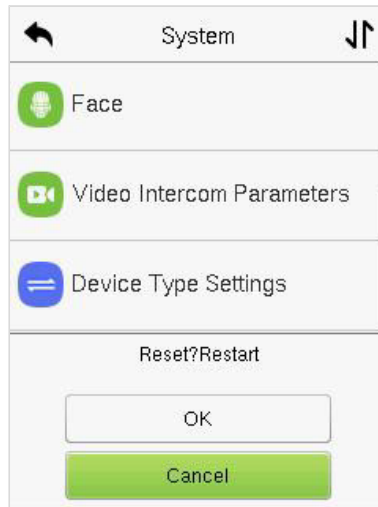 System
Face
Video Intercom Parameters
Device Type Settings
Reset?Restart
OK
Cancel